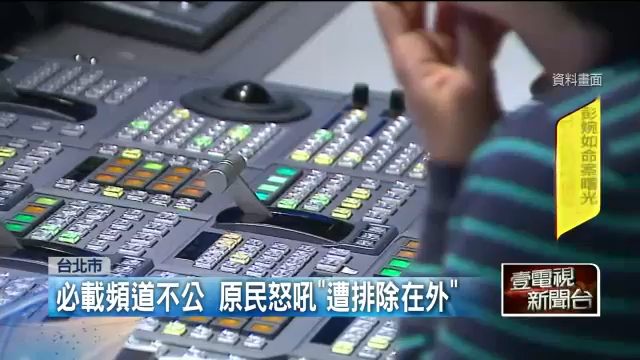 資料畫面
彭婉如命案曙光
台北市
必載頻道不公 原民怒吼"遭排除在外"
壹電視
新聞台